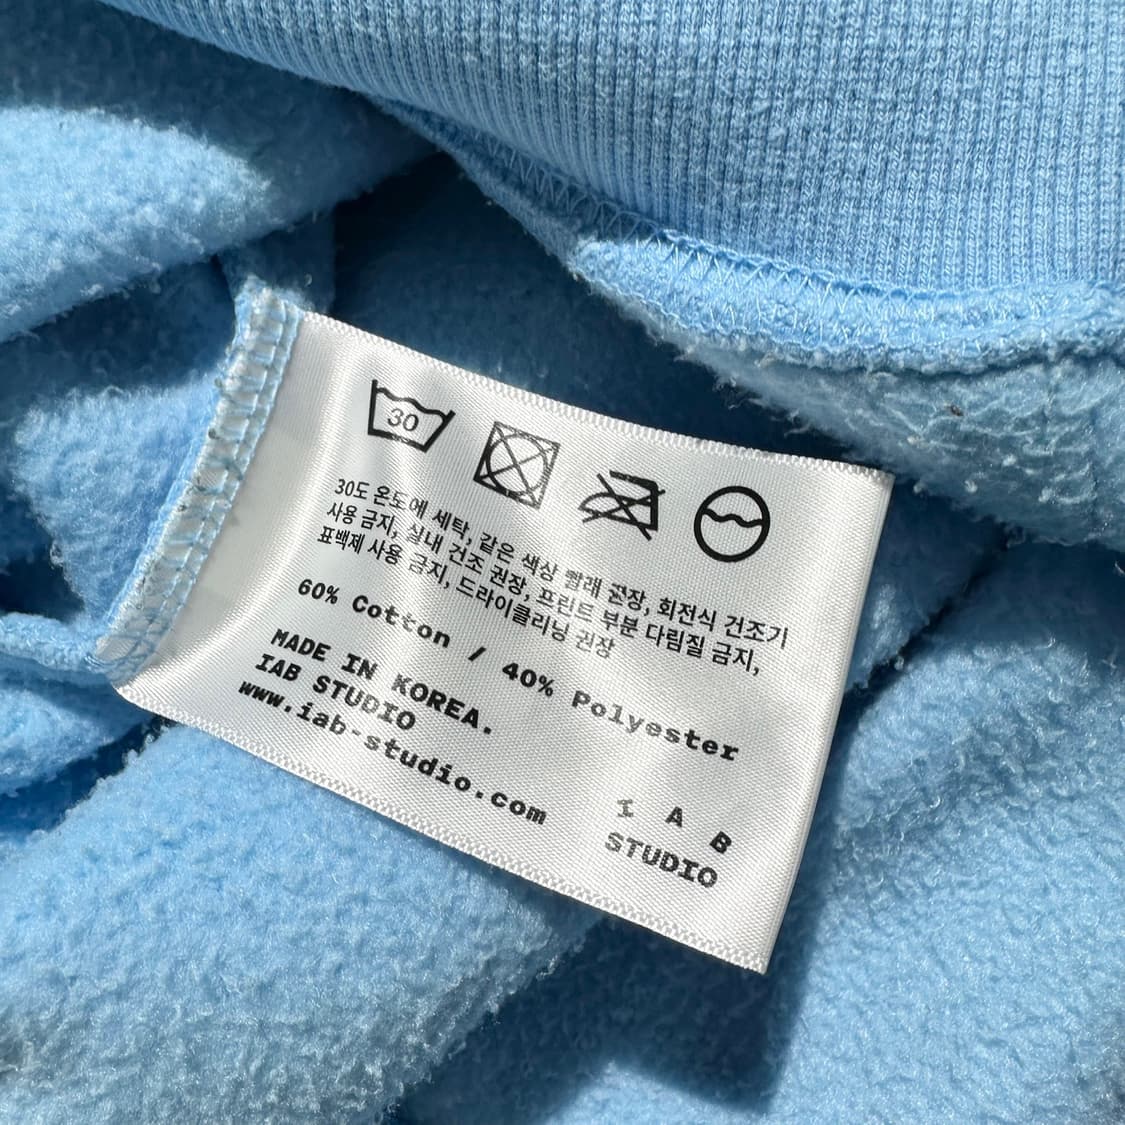 30
30도 온도에 세탁, 같은 색상 빨래 권장, 회전식 건조기
사용 금지, 실내 건조 권장, 프린트 부분 다림질 금지,
표백제 사용 금지, 드라이클리닝 권장
60% Cotton / 40% Polyester
MADE IN KOREA.
IAB STUDIO
www.iab-studio.com
I A B
STUDIO